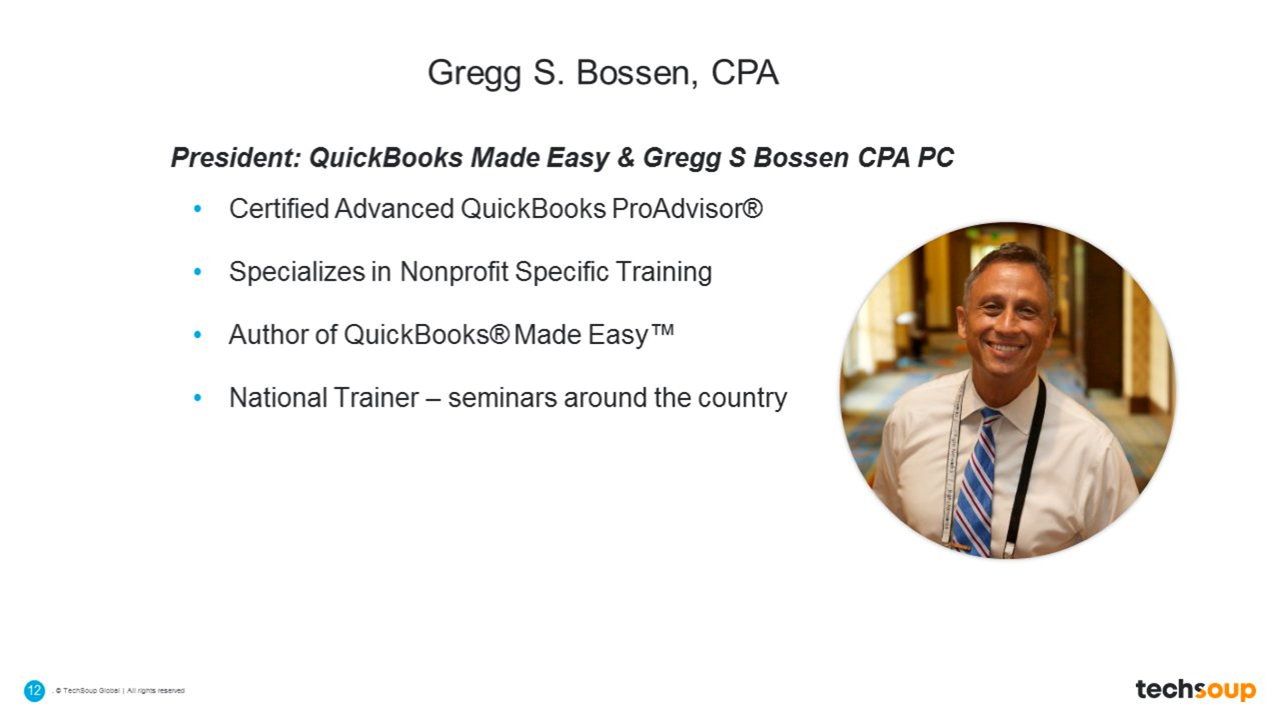 Gregg S. Bossen, CPA
President: QuickBooks Made Easy & Gregg S Bossen CPA PC
• Certified Advanced QuickBooks ProAdvisor®
• Specializes in Nonprofit Specific Training
• Author of QuickBooks® Made Easy™
• National Trainer – seminars around the country
12 . © TechSoup Global | All rights reserved
techsoup